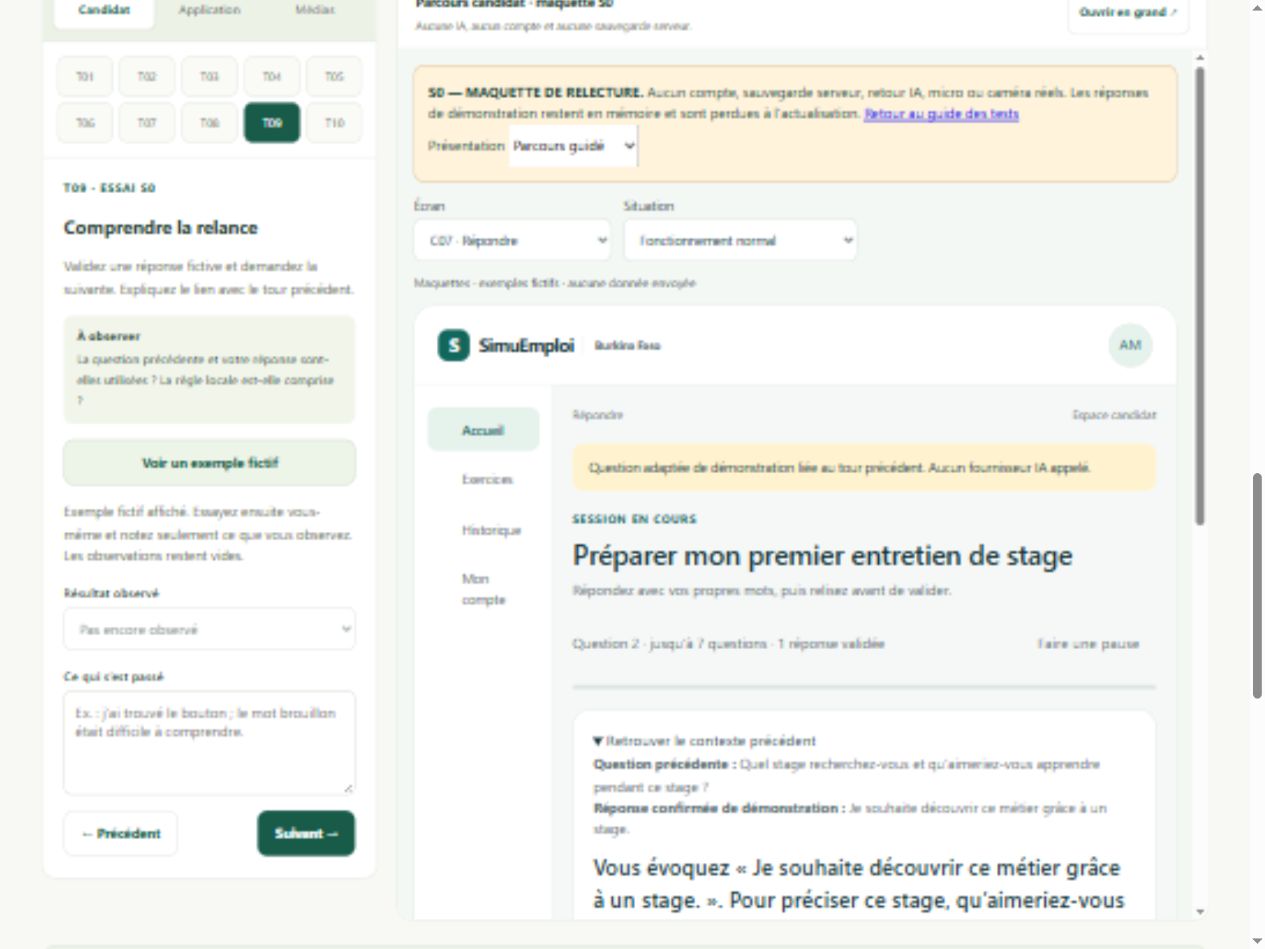 Candidat
Application
Médias
Parcours candidat · maquette S0
Aucune IA, aucun compte et aucune sauvegarde serveur.
Ouvrir en grand ↗
T01
T02
T03
T04
T05
T06
T07
T08
T09
T10
T09 - ESSAI S0
Comprendre la relance
Validez une réponse fictive et demandez la
suivante. Expliquez le lien avec le tour précédent.
À observer
La question précédente et votre réponse sont-
elles utilisées ? La règle locale est-elle comprise
?
Voir un exemple fictif
Exemple fictif affiché. Essayez ensuite vous-
même et notez seulement ce que vous observez.
Les observations restent vides.
Résultat observé
Pas encore observé
Ce qui s'est passé
Ex. : j'ai trouvé le bouton ; le mot brouillon
était difficile à comprendre.
← Précédent
Suivant →
S0 — MAQUETTE DE RELECTURE. Aucun compte, sauvegarde serveur, retour IA, micro ou caméra réels. Les réponses
de démonstration restent en mémoire et sont perdues à l'actualisation. Retour au guide des tests
Présentation Parcours guidé
Écran
Situation
C07 · Répondre
Fonctionnement normal
Maquettes · exemples fictifs · aucune donnée envoyée
S SimuEmploi Burkina Faso
AM
Accueil
Exercices
Historique
Mon
compte
Répondre
Espace candidat
Question adaptée de démonstration liée au tour précédent. Aucun fournisseur IA appelé.
SESSION EN COURS
Préparer mon premier entretien de stage
Répondez avec vos propres mots, puis relisez avant de valider.
Question 2 · jusqu'à 7 questions · 1 réponse validée
Faire une pause
▼ Retrouver le contexte précédent
Question précédente : Quel stage recherchez-vous et qu'aimeriez-vous apprendre
pendant ce stage ?
Réponse confirmée de démonstration : Je souhaite découvrir ce métier grâce à un
stage.
Vous évoquez « Je souhaite découvrir ce métier grâce
à un stage. ». Pour préciser ce stage, qu'aimeriez-vous